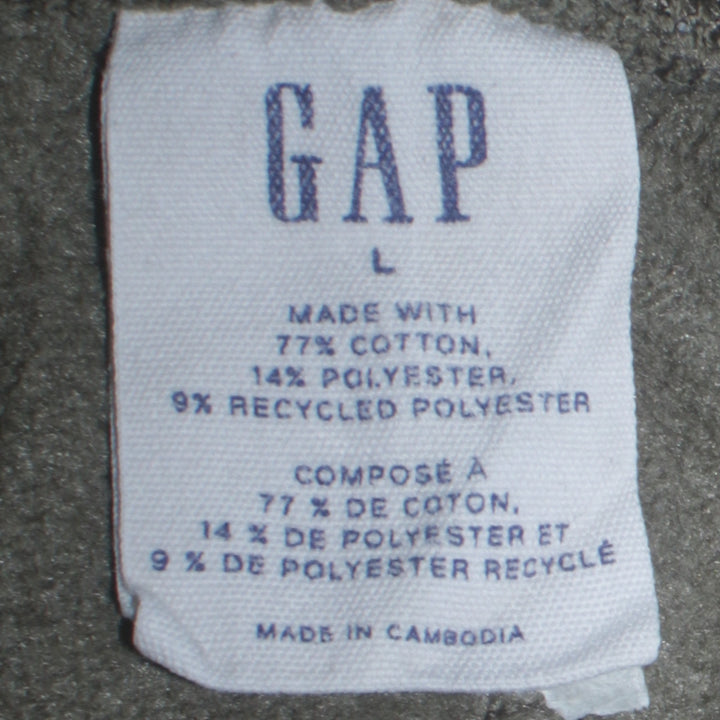 GAP
L
MADE WITH
77% COTTON,
14% POLYESTER,
9% RECYCLED POLYESTER
COMPOSÉ À
77 % DE COTON,
14 % DE POLYESTER ET
9 % DE POLYESTER RECYCLÉ
MADE IN CAMBODIA